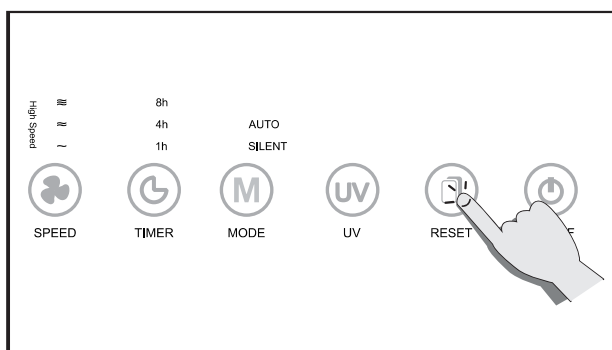 High Speed
8h
4h
1h
AUTO
SILENT
M
UV
SPEED
TIMER
MODE
UV
RESET
F